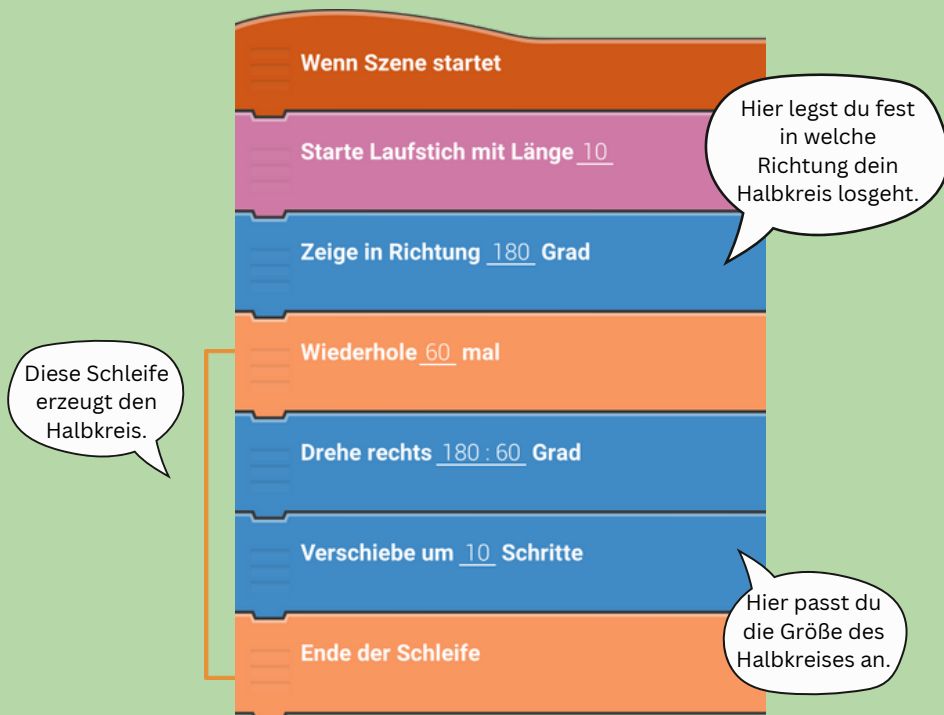 Wenn Szene startet
Starte Laufstich mit Länge 10
Hier legst du fest
in welche
Richtung dein
Halbkreis losgeht.
Zeige in Richtung 180 Grad
Wiederhole 60 mal
Diese Schleife
erzeugt den
Halbkreis.
Drehe rechts 180 : 60 Grad
Verschiebe um 10 Schritte
Hier passt du
die Größe des
Halbkreises an.
Ende der Schleife